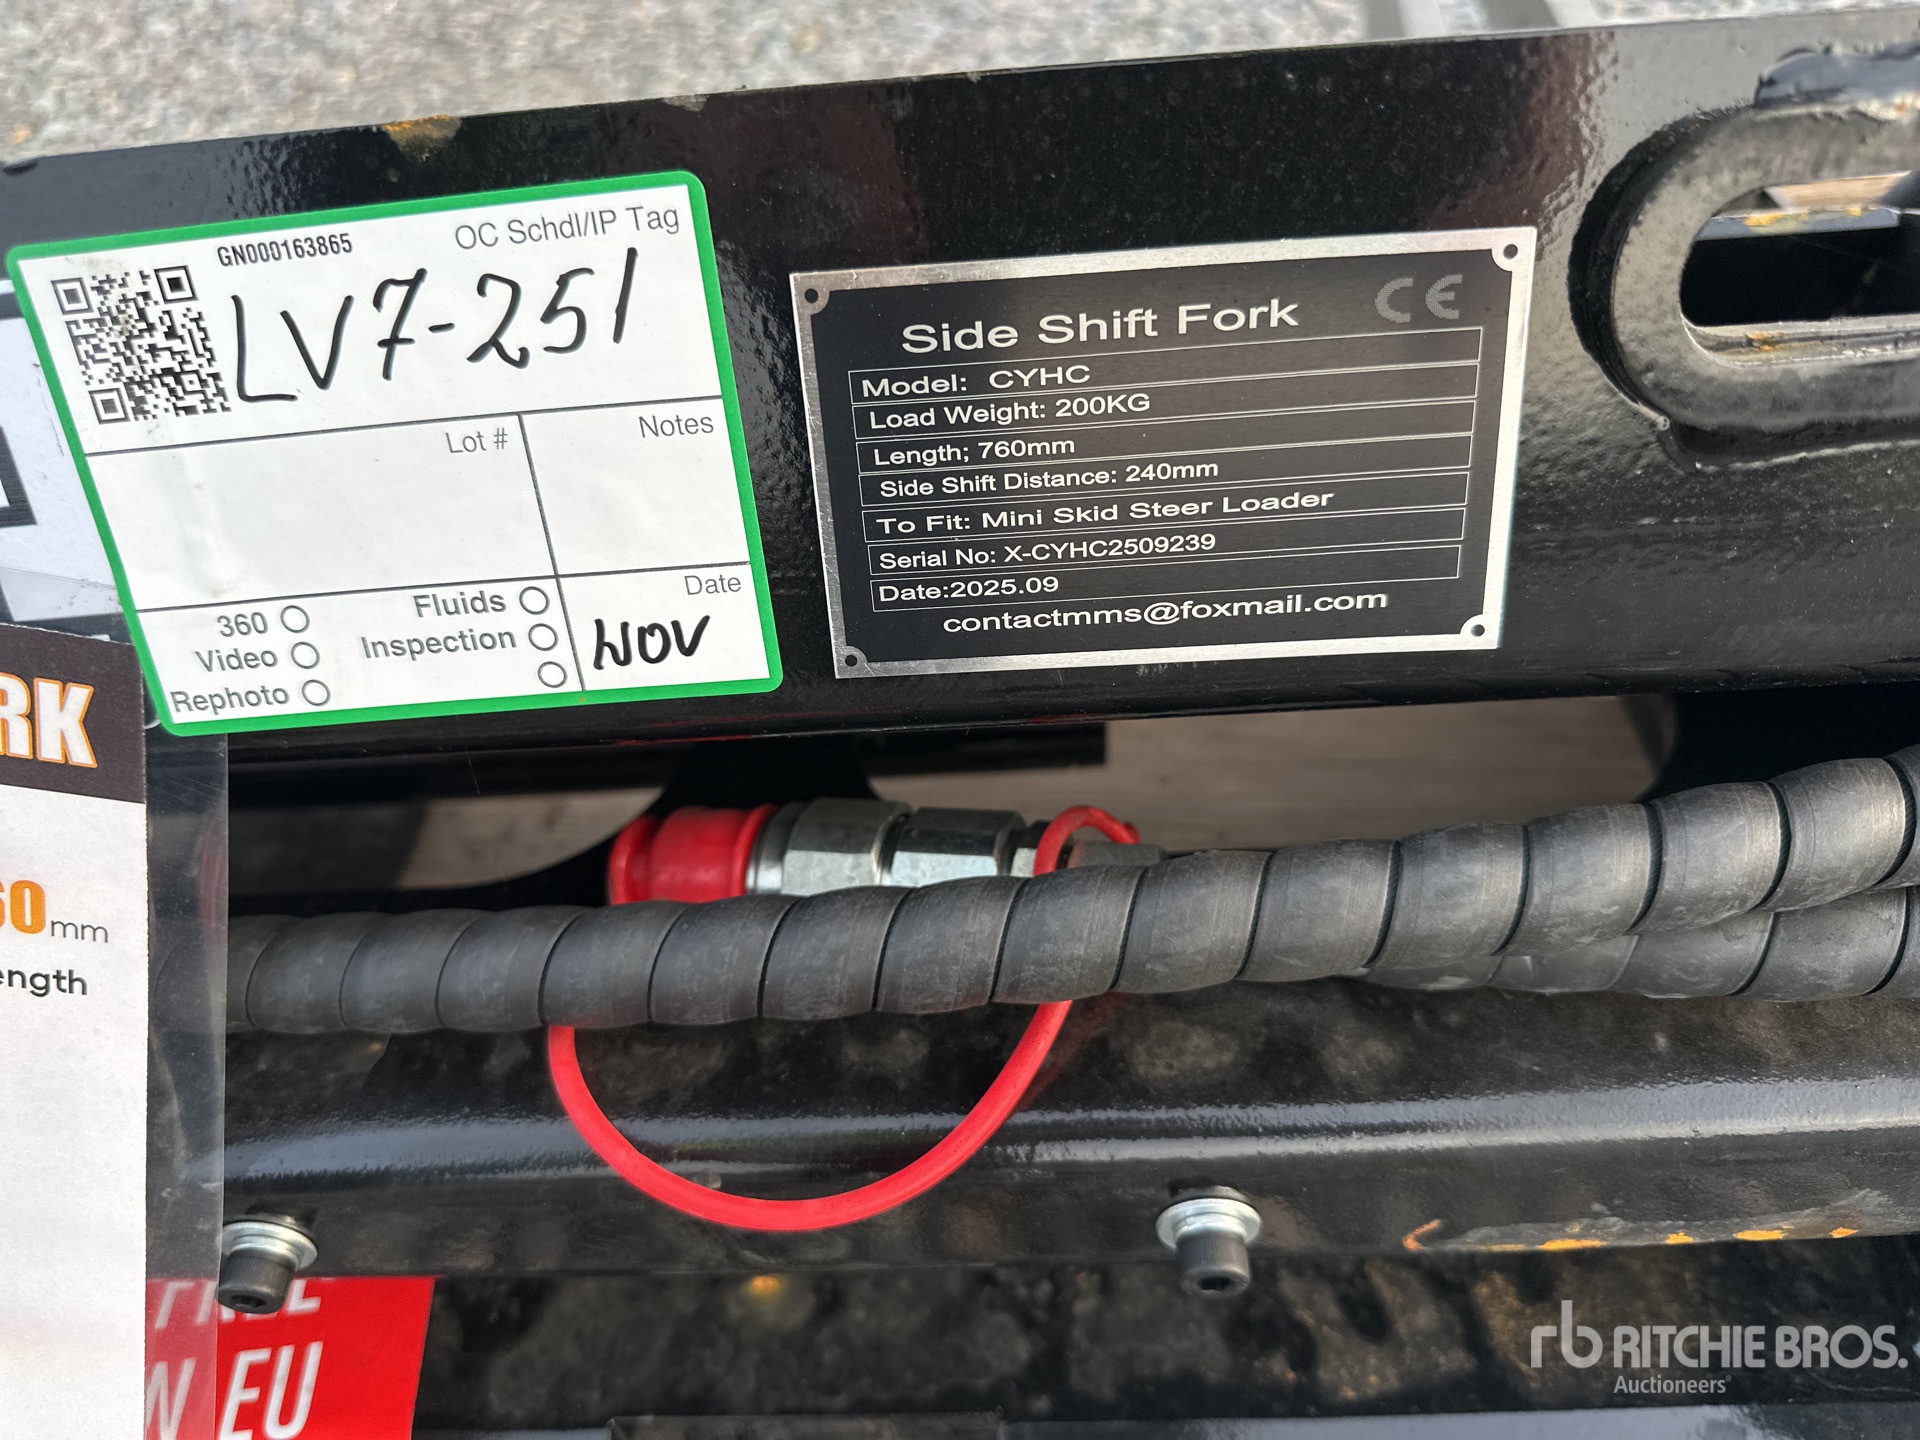 GN000163865
OC Schdl/IP Tag
LV7-251
Lot #
Notes
360
Video
Rephoto
Fluids
Inspection
Date
NOV
Side Shift Fork
CE
Model: CYHC
Load Weight: 200KG
Length; 760mm
Side Shift Distance: 240mm
To Fit: Mini Skid Steer Loader
Serial No: X-CYHC2509239
Date:2025.09
contactmms@foxmail.com
RK
60mm
ength
EU
rb RITCHIE BROS.
Auctioneers